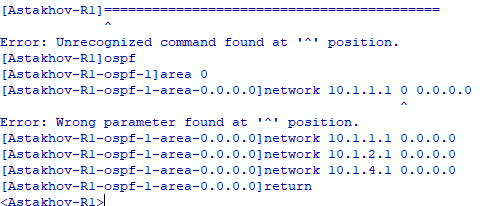 [Astakhov-R1]==========================================
^
Error: Unrecognized command found at '^' position.
[Astakhov-R1]ospf
[Astakhov-R1-ospf-1]area 0
[Astakhov-R1-ospf-1-area-0.0.0.0]network 10.1.1.1 0 0.0.0.0
^
Error: Wrong parameter found at '^' position.
[Astakhov-R1-ospf-1-area-0.0.0.0]network 10.1.1.1 0.0.0.0
[Astakhov-R1-ospf-1-area-0.0.0.0]network 10.1.2.1 0.0.0.0
[Astakhov-R1-ospf-1-area-0.0.0.0]network 10.1.4.1 0.0.0.0
[Astakhov-R1-ospf-1-area-0.0.0.0]return
<Astakhov-R1>